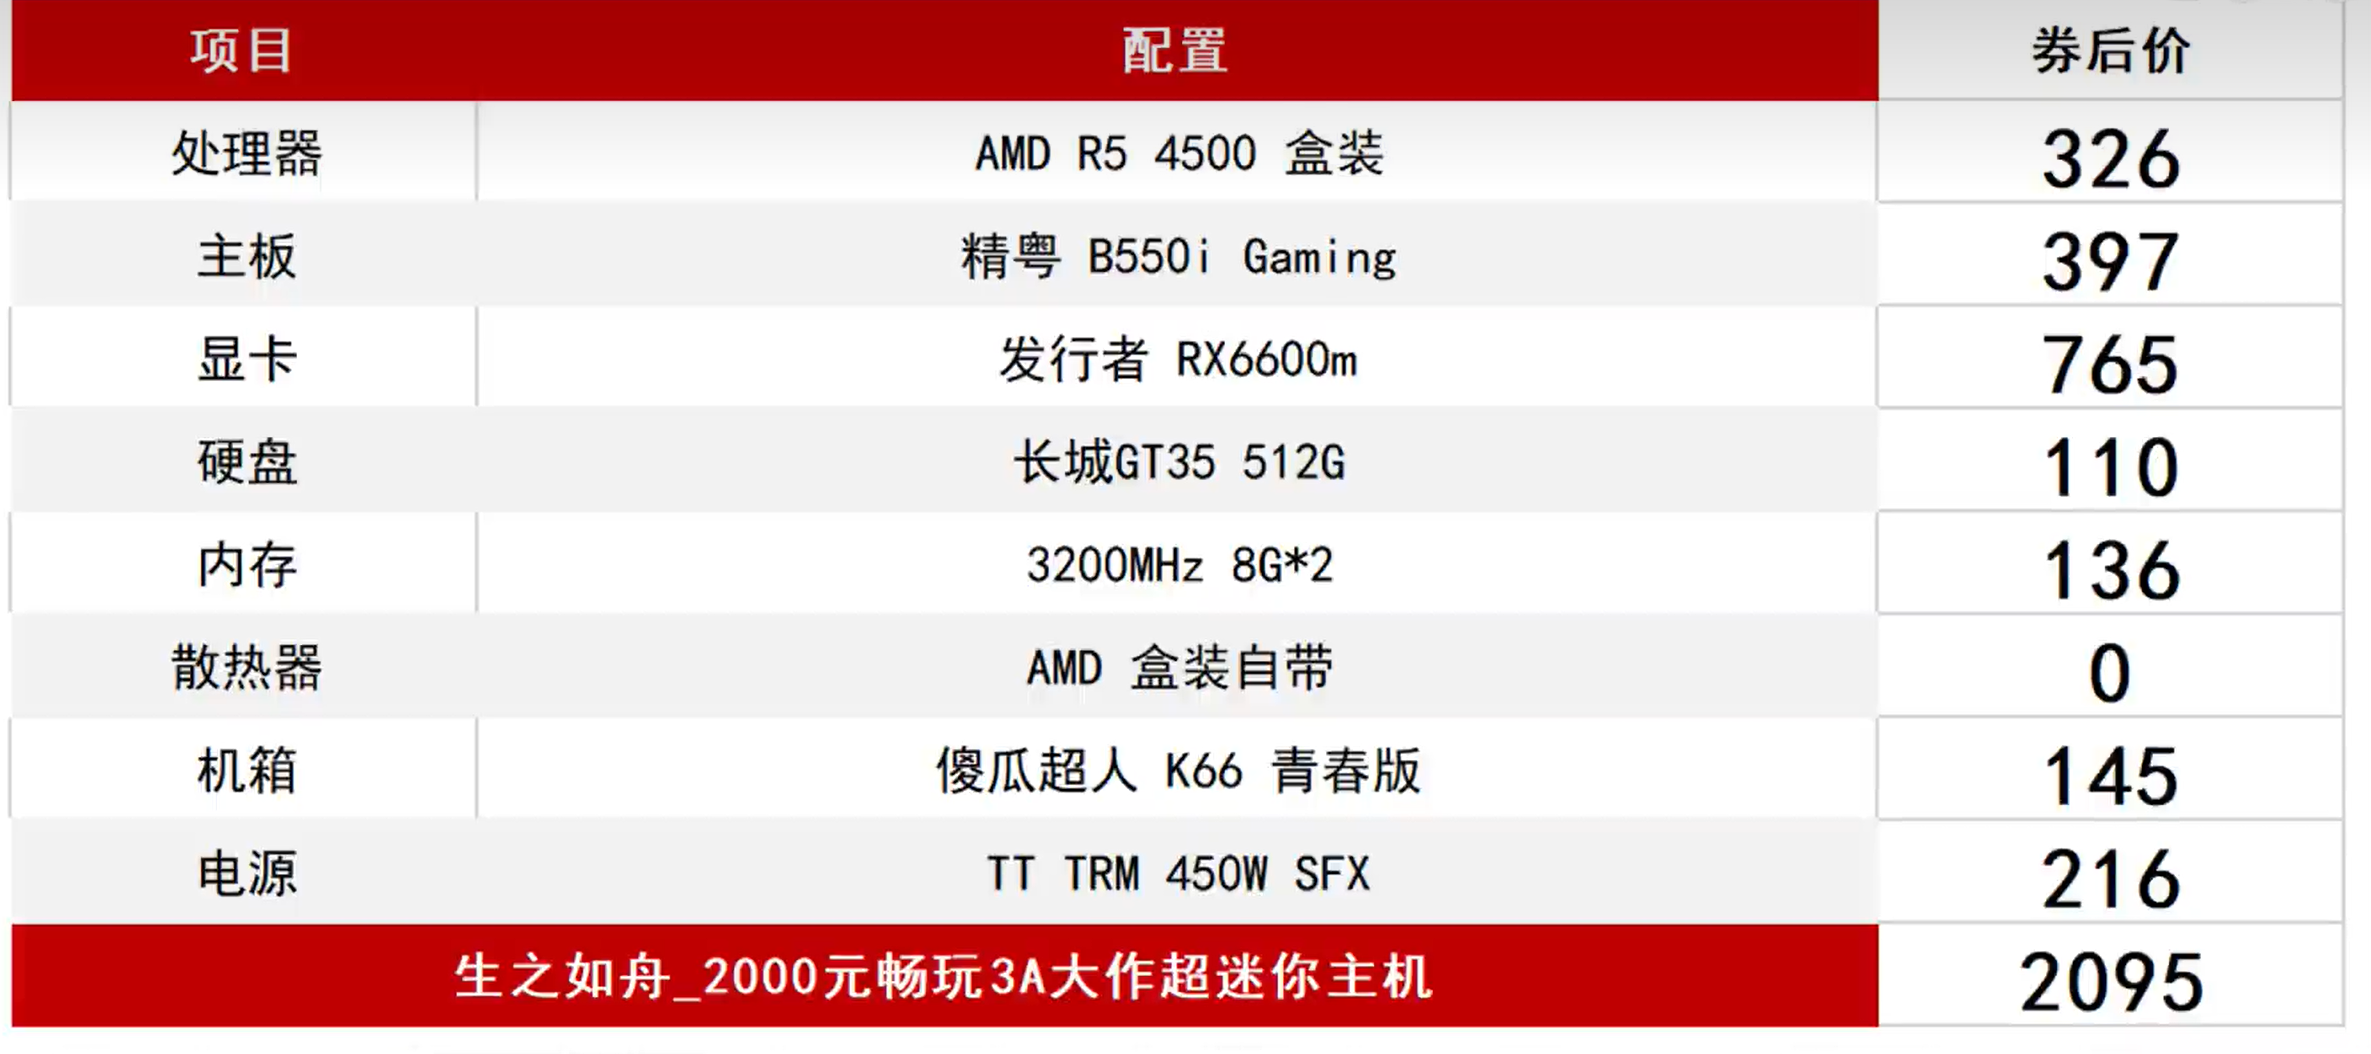 项目 配置 券后价
处理器 AMD R5 4500 盒装 326
主板 精粤 B550i Gaming 397
显卡 发行者 RX6600m 765
硬盘 长城GT35 512G 110
内存 3200MHz 8G*2 136
散热器 AMD 盒装自带 0
机箱 傻瓜超人 K66 青春版 145
电源 TT TRM 450W SFX 216
生之如舟_2000元畅玩3A大作超迷你主机 2095